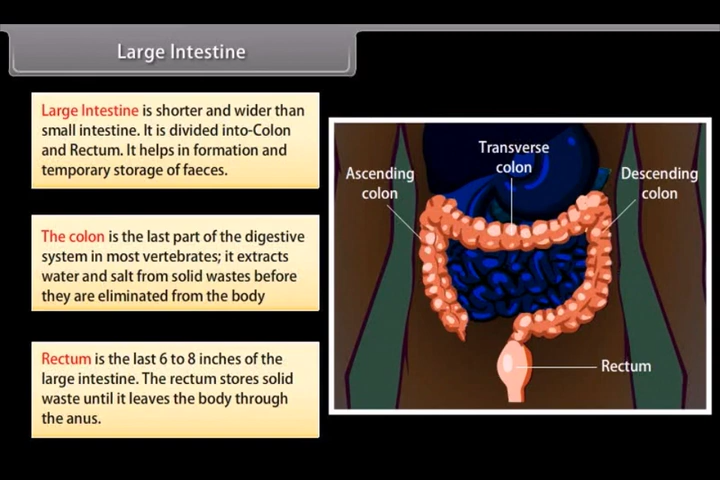 Large Intestine
Large Intestine is shorter and wider than
small intestine. It is divided into-Colon
and Rectum. It helps in formation and
temporary storage of faeces.
The colon is the last part of the digestive
system in most vertebrates; it extracts
water and salt from solid wastes before
they are eliminated from the body
Rectum is the last 6 to 8 inches of the
large intestine. The rectum stores solid
waste until it leaves the body through
the anus.
Transverse
colon
Ascending
colon
Descending
colon
Rectum